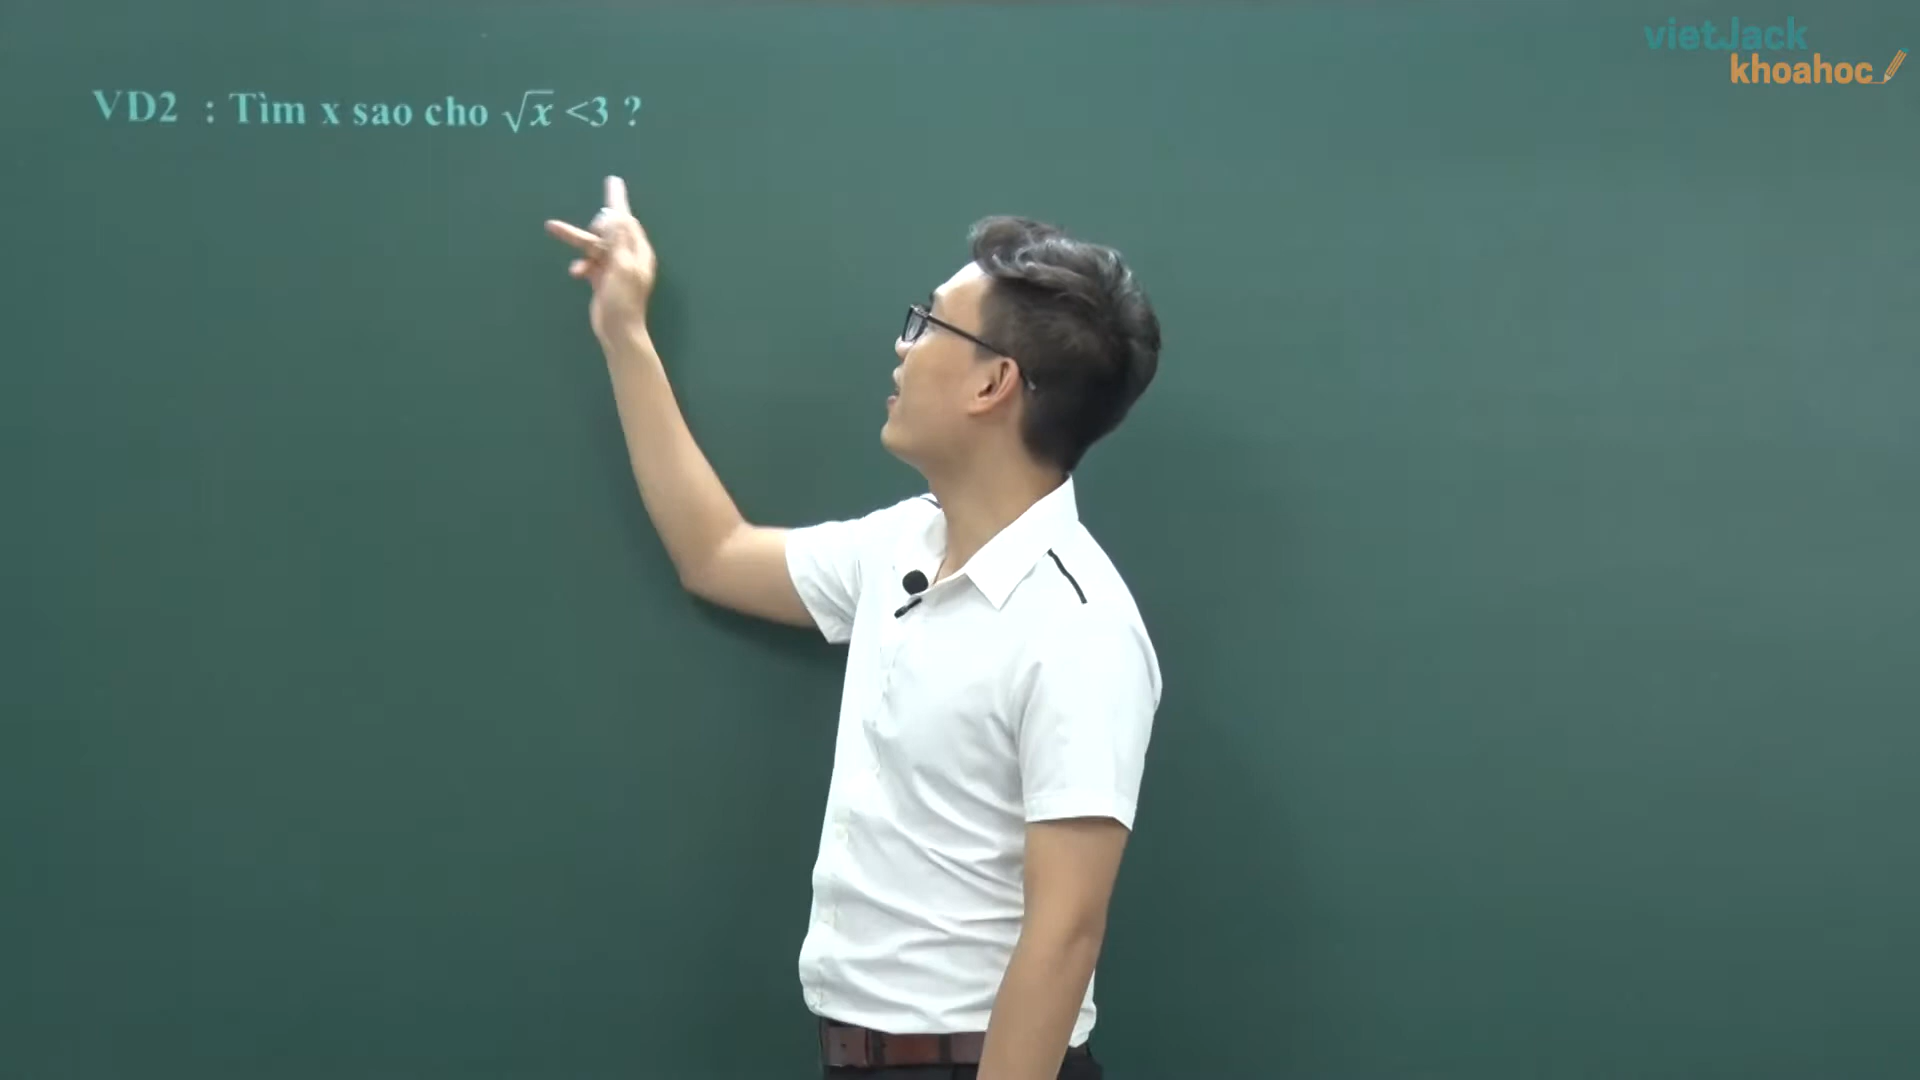 vietJack
khoahoc
VD2 : Tìm x sao cho √x <3 ?